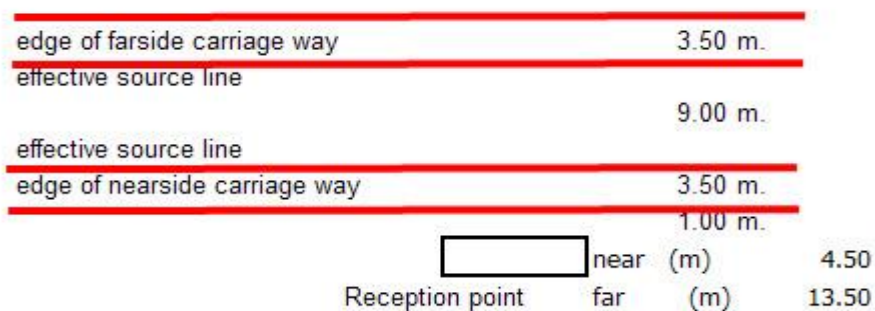 edge of farside carriage way 3.50 m.
effective source line
9.00 m.
effective source line
edge of nearside carriage way 3.50 m.
1.00 m.
near (m) 4.50
Reception point far (m) 13.50